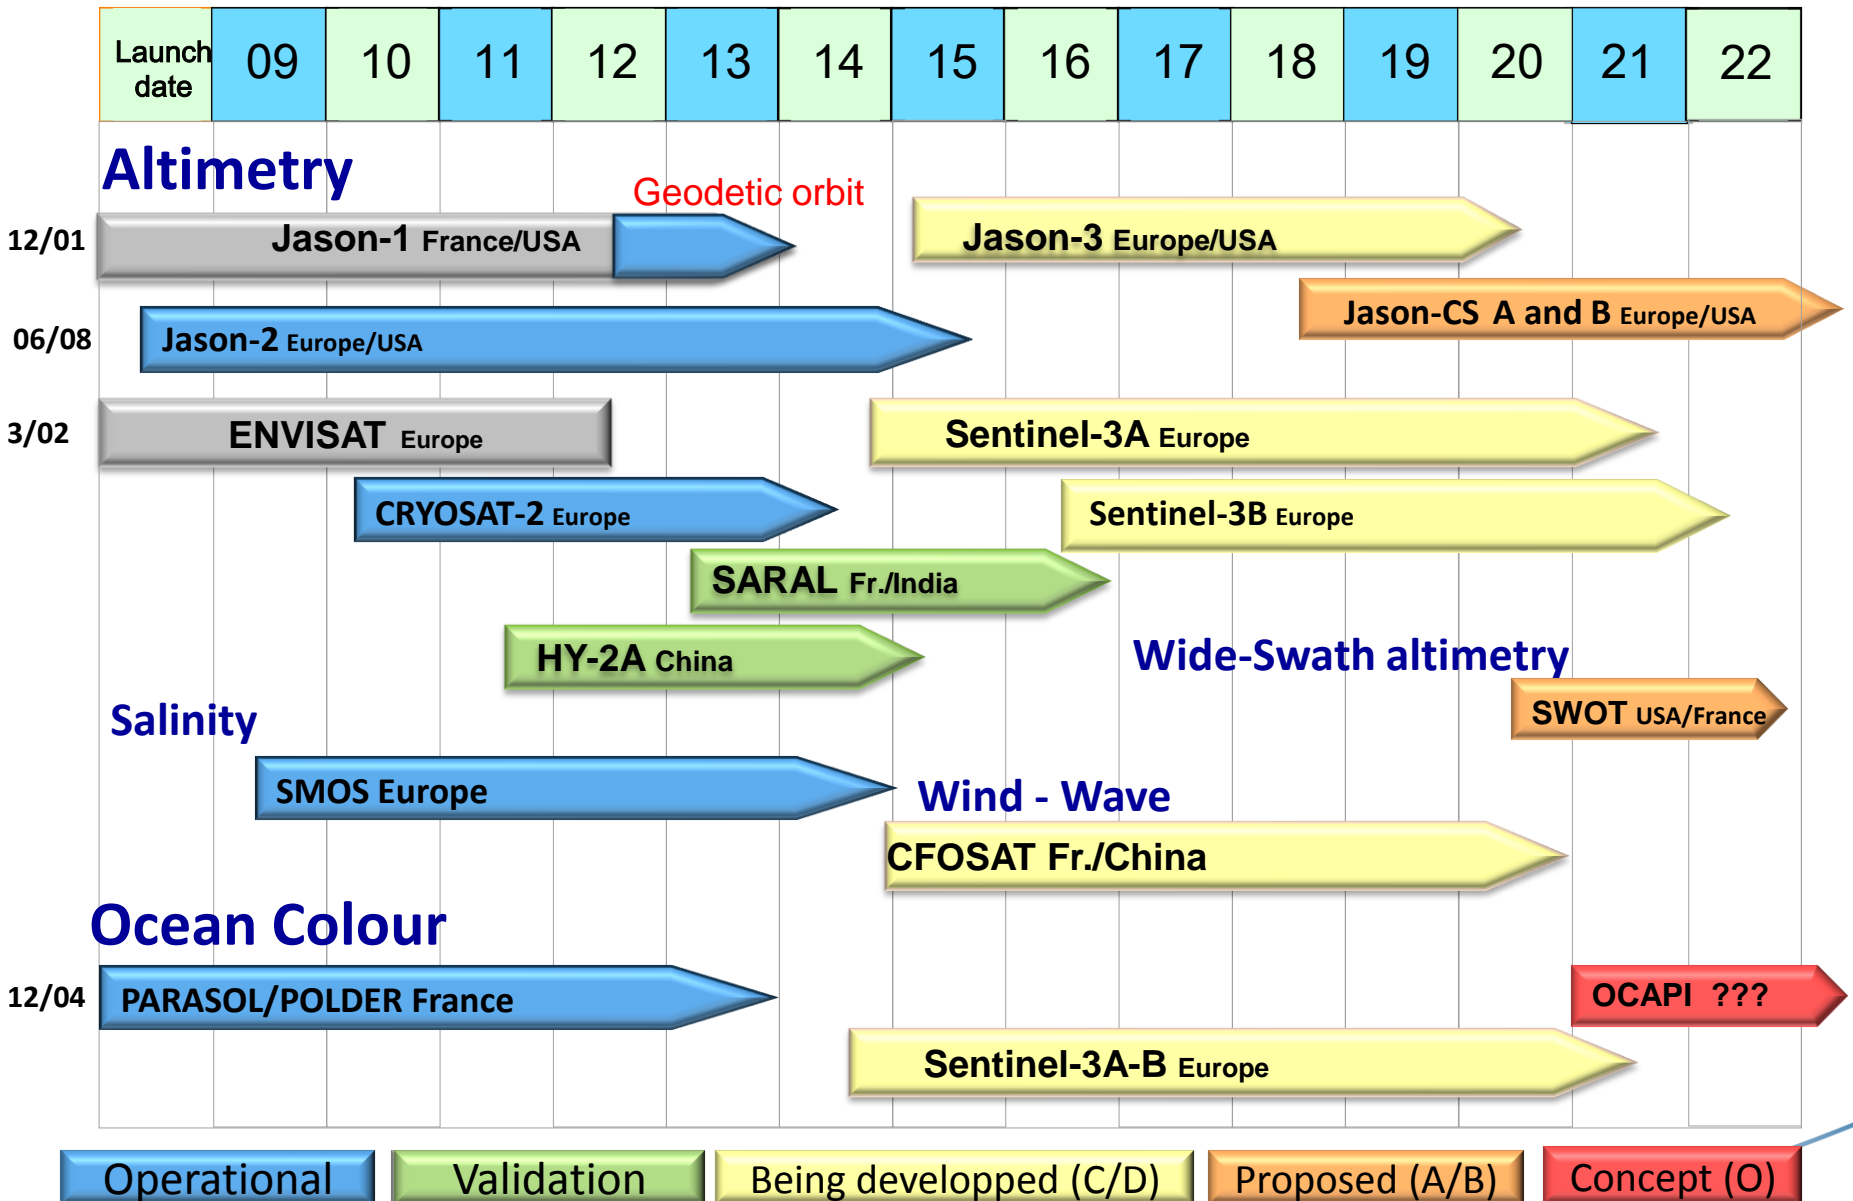 Launch date 09 10 11 12 13 14 15 16 17 18 19 20 21 22
Altimetry
Geodetic orbit
12/01 Jason-1 France/USA Jason-3 Europe/USA
Jason-CS A and B Europe/USA
06/08 Jason-2 Europe/USA
3/02 ENVISAT Europe Sentinel-3A Europe
CRYOSAT-2 Europe Sentinel-3B Europe
SARAL Fr./India
HY-2A China
Wide-Swath altimetry
SWOT USA/France
Salinity
SMOS Europe
Wind - Wave
CFOSAT Fr./China
Ocean Colour
12/04 PARASOL/POLDER France OCAPI ???
Sentinel-3A-B Europe
Operational Validation Being developped (C/D) Proposed (A/B) Concept (O)